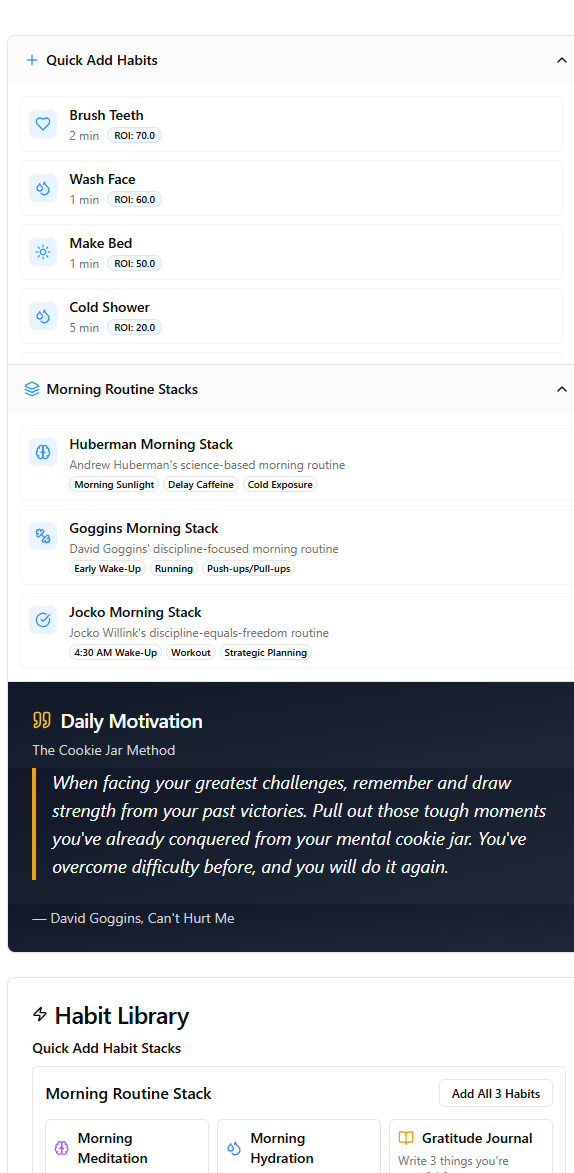 Quick Add Habits
Brush Teeth
2 min ROI: 70.0
Wash Face
1 min ROI: 60.0
Make Bed
1 min ROI: 50.0
Cold Shower
5 min ROI: 20.0
Morning Routine Stacks
Huberman Morning Stack
Andrew Huberman's science-based morning routine
Morning Sunlight Delay Caffeine Cold Exposure
Goggins Morning Stack
David Goggins' discipline-focused morning routine
Early Wake-Up Running Push-ups/Pull-ups
Jocko Morning Stack
Jocko Willink's discipline-equals-freedom routine
4:30 AM Wake-Up Workout Strategic Planning
Daily Motivation
The Cookie Jar Method
When facing your greatest challenges, remember and draw
strength from your past victories. Pull out those tough moments
you've already conquered from your mental cookie jar. You've
overcome difficulty before, and you will do it again.
— David Goggins, Can't Hurt Me
Habit Library
Quick Add Habit Stacks
Morning Routine Stack
Add All 3 Habits
Morning
Meditation
Morning
Hydration
Gratitude Journal
Write 3 things you're